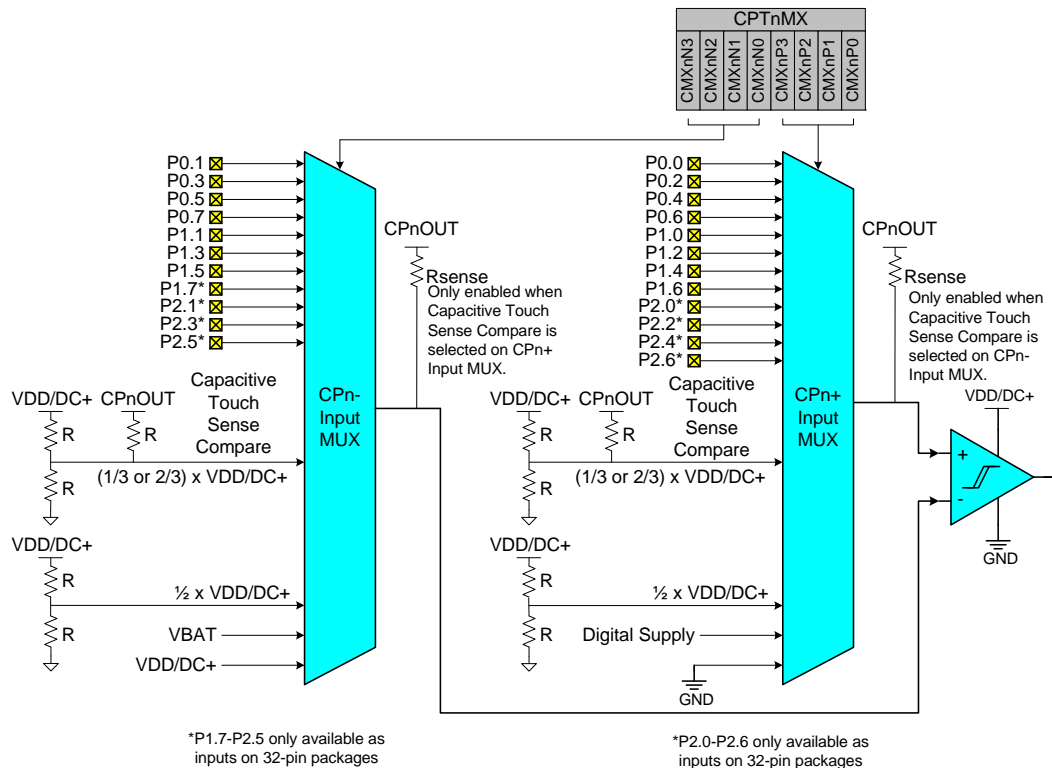 CPTnMX
CMXnN3
CMXnN2
CMXnN1
CMXnN0
CMXnP3
CMXnP2
CMXnP1
CMXnP0
P0.1
P0.3
P0.5
P0.7
P1.1
P1.3
P1.5
P1.7*
P2.1*
P2.3*
P2.5*
CPnOUT
Rsense
Only enabled when
Capacitive Touch
Sense Compare is
selected on CPn+
Input MUX.
VDD/DC+
CPnOUT
R
R
R
Capacitive
Touch
Sense
Compare
(1/3 or 2/3) x VDD/DC+
CPn-
Input
MUX
VDD/DC+
R
R
½ x VDD/DC+
VBAT
VDD/DC+
*P1.7-P2.5 only available as
inputs on 32-pin packages
P0.0
P0.2
P0.4
P0.6
P1.0
P1.2
P1.4
P1.6
P2.0*
P2.2*
P2.4*
P2.6*
CPnOUT
Rsense
Only enabled when
Capacitive Touch
Sense Compare is
selected on CPn-
Input MUX.
VDD/DC+
CPnOUT
R
R
R
Capacitive
Touch
Sense
Compare
(1/3 or 2/3) x VDD/DC+
CPn+
Input
MUX
VDD/DC+
R
R
½ x VDD/DC+
Digital Supply
GND
VDD/DC+
+
-
GND
*P2.0-P2.6 only available as
inputs on 32-pin packages